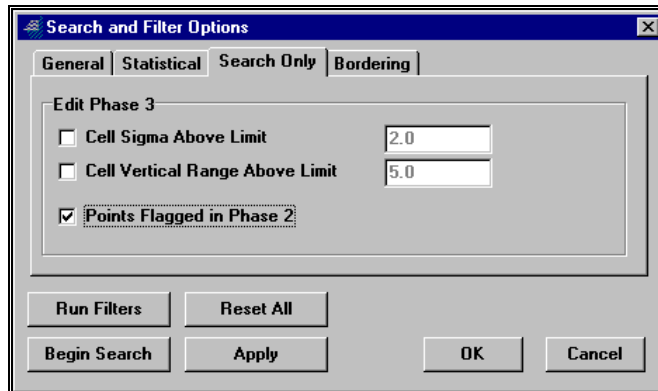 Search and Filter Options
General Statistical Search Only Bordering
Edit Phase 3
Cell Sigma Above Limit 2.0
Cell Vertical Range Above Limit 5.0
Points Flagged in Phase 2
Run Filters Reset All
Begin Search Apply OK Cancel